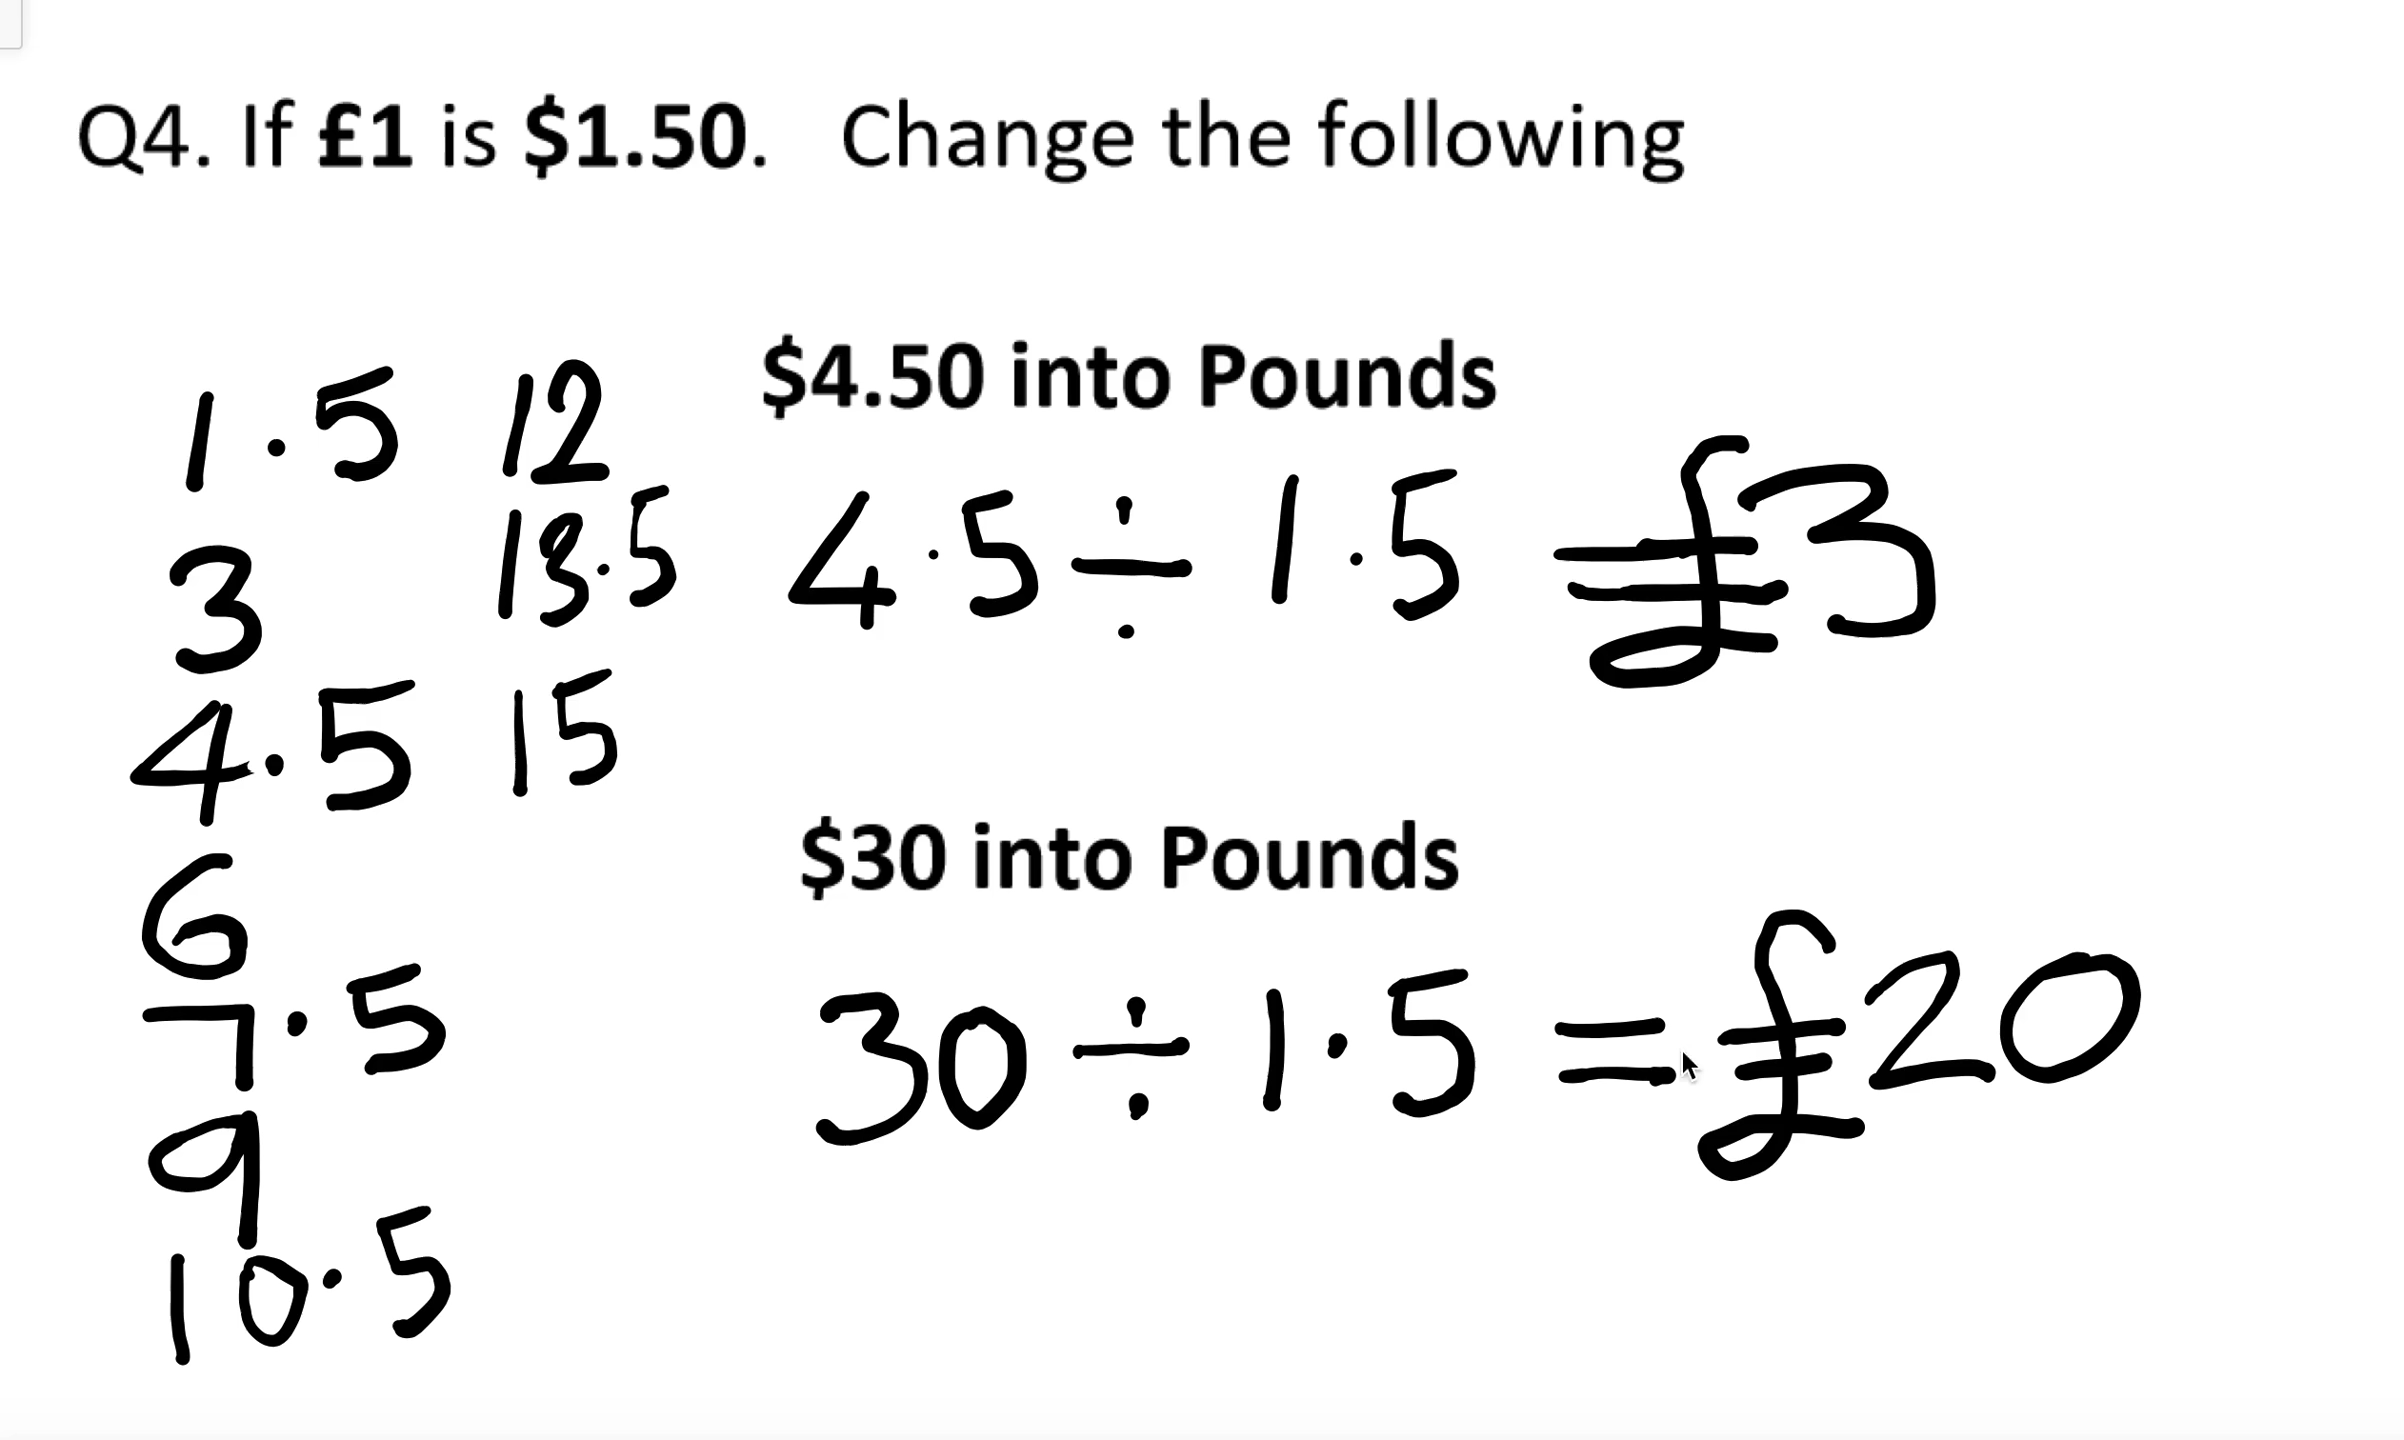 Q4. If £1 is $1.50. Change the following
$4.50 into Pounds
1.5 12
4.5 ÷ 1.5 = £3
3 13.5
4.5 15
$30 into Pounds
6
30 ÷ 1.5 = £20
7.5
9
10.5